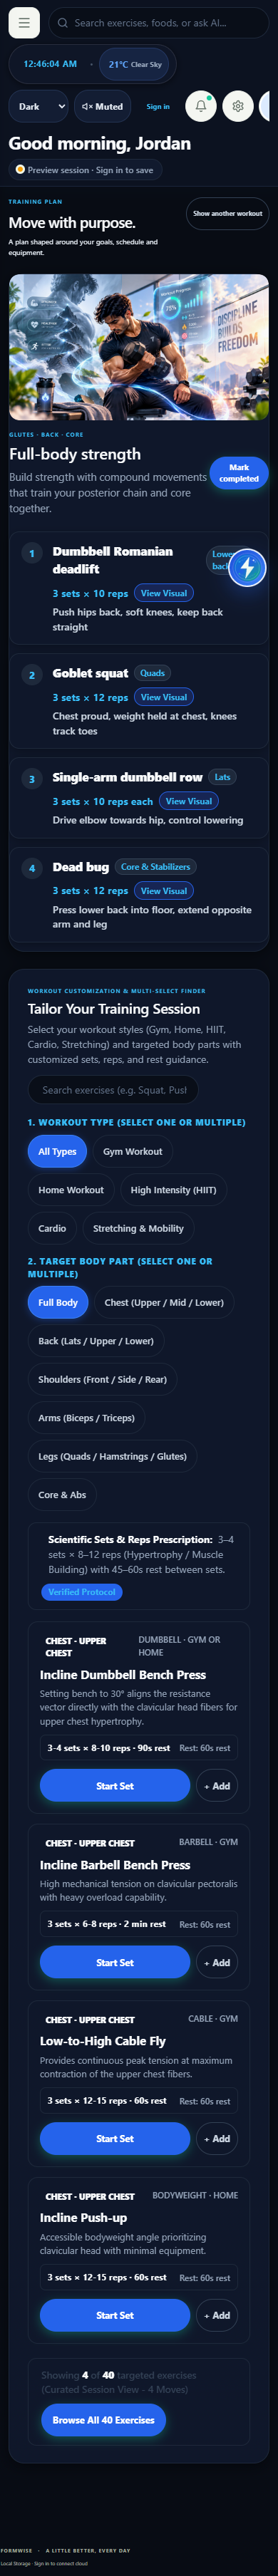 Search exercises, foods, or ask AI...
12:46:04 AM - 21°C Clear Sky
Dark Muted Sign in
Good morning, Jordan
Preview session · Sign in to save
TRAINING PLAN
Move with purpose.
Show another workout
A plan shaped around your goals, schedule and
equipment.
DISCIPLINE
BUILDS
FREEDOM
GLUTES · BACK · CORE
Full-body strength
Build strength with compound movements
that train your posterior chain and core
together.
Mark
completed
1
Dumbbell Romanian
deadlift
Lower
3 sets × 10 reps View Visual
Push hips back, soft knees, keep back
straight
2
Goblet squat Quads
3 sets × 12 reps View Visual
Chest proud, weight held at chest, knees
track toes
3
Single-arm dumbbell row Lats
3 sets × 10 reps each View Visual
Drive elbow towards hip, control lowering
4
Dead bug Core & Stabilizers
3 sets × 12 reps View Visual
Press lower back into floor, extend opposite
arm and leg
WORKOUT CUSTOMIZATION & MULTI-SELECT FINDER
Tailor Your Training Session
Select your workout styles (Gym, Home, HIIT,
Cardio, Stretching) and targeted body parts with
customized sets, reps, and rest guidance.
Search exercises (e.g. Squat, Push
1. WORKOUT TYPE (SELECT ONE OR MULTIPLE)
All Types Gym Workout
Home Workout High Intensity (HIIT)
Cardio Stretching & Mobility
2. TARGET BODY PART (SELECT ONE OR
MULTIPLE)
Full Body Chest (Upper / Mid / Lower)
Back (Lats / Upper / Lower)
Shoulders (Front / Side / Rear)
Arms (Biceps / Triceps)
Legs (Quads / Hamstrings / Glutes)
Core & Abs
Scientific Sets & Reps Prescription: 3–4
sets × 8–12 reps (Hypertrophy / Muscle
Building) with 45–60s rest between sets.
Verified Protocol
CHEST - UPPER
CHEST
DUMBBELL · GYM OR
HOME
Incline Dumbbell Bench Press
Setting bench to 30° aligns the resistance
vector directly with the clavicular head fibers for
upper chest hypertrophy.
3-4 sets × 8-10 reps · 90s rest Rest: 60s rest
Start Set + Add
CHEST - UPPER CHEST BARBELL · GYM
Incline Barbell Bench Press
High mechanical tension on clavicular pectoralis
with heavy overload capability.
3 sets × 6-8 reps · 2 min rest Rest: 60s rest
Start Set + Add
CHEST - UPPER CHEST CABLE · GYM
Low-to-High Cable Fly
Provides continuous peak tension at maximum
contraction of the upper chest fibers.
3 sets × 12-15 reps · 60s rest Rest: 60s rest
Start Set + Add
CHEST - UPPER CHEST BODYWEIGHT · HOME
Incline Push-up
Accessible bodyweight angle prioritizing
clavicular head with minimal equipment.
3 sets × 12-15 reps · 60s rest Rest: 60s rest
Start Set + Add
Showing 4 of 40 targeted exercises
(Curated Session View - 4 Moves)
Browse All 40 Exercises
FORMWISE · A LITTLE BETTER, EVERY DAY
Local Storage · Sign in to connect cloud